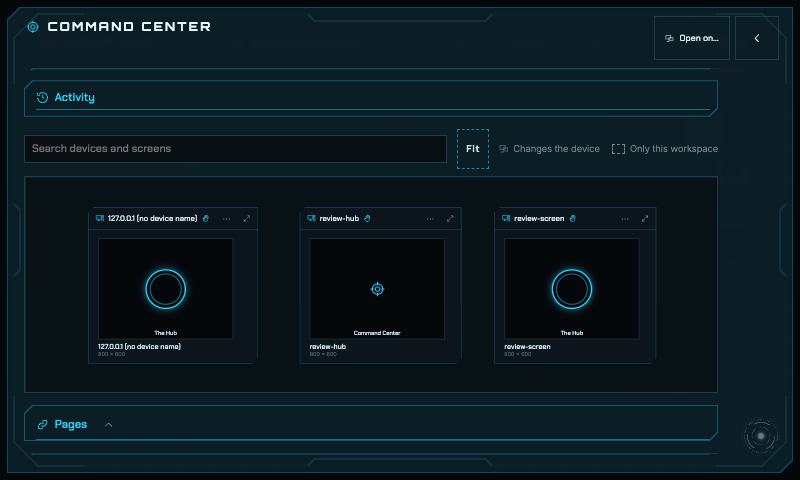 COMMAND CENTER
Open on...
Activity
Search devices and screens
Fit
Changes the device
Only this workspace
127.0.0.1 (no device name)
review-hub
review-screen
The Hub
Command Center
The Hub
127.0.0.1 (no device name)
800 × 600
review-hub
800 × 600
review-screen
800 × 600
Pages